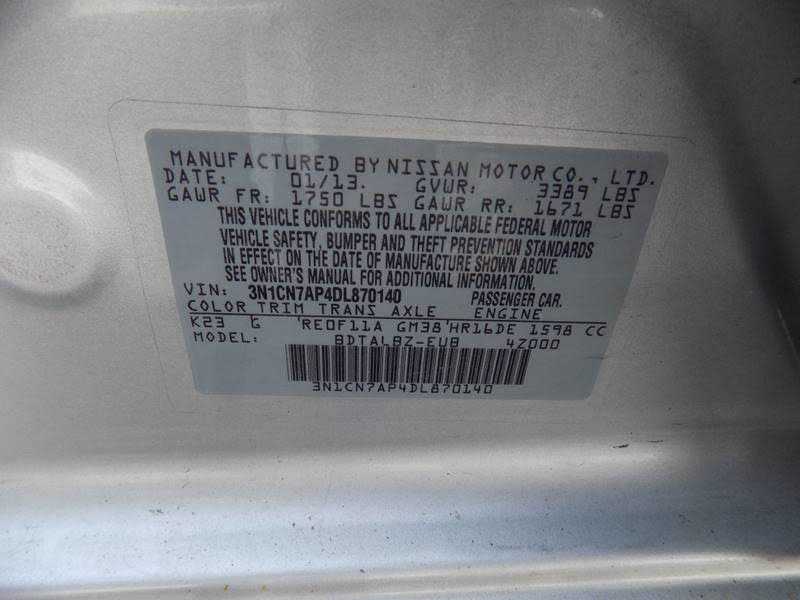 MANUFACTURED BY NISSAN MOTOR CO., LTD.
DATE: 01/13. GVWR: 3389 LBS
GAWR FR: 1750 LBS GAWR RR: 1671 LBS
THIS VEHICLE CONFORMS TO ALL APPLICABLE FEDERAL MOTOR
VEHICLE SAFETY, BUMPER AND THEFT PREVENTION STANDARDS
IN EFFECT ON THE DATE OF MANUFACTURE SHOWN ABOVE.
SEE OWNER'S MANUAL FOR ADDITIONAL INFORMATION.
VIN: 3N1CN7AP4DL870140 PASSENGER CAR.
COLOR TRIM TRANS AXLE ENGINE
K23 G 'RE0F11A GM38'HR16DE 1598 CC
MODEL: BDTALBZ-EUB 4Z000
3N1CN7AP4DL870140